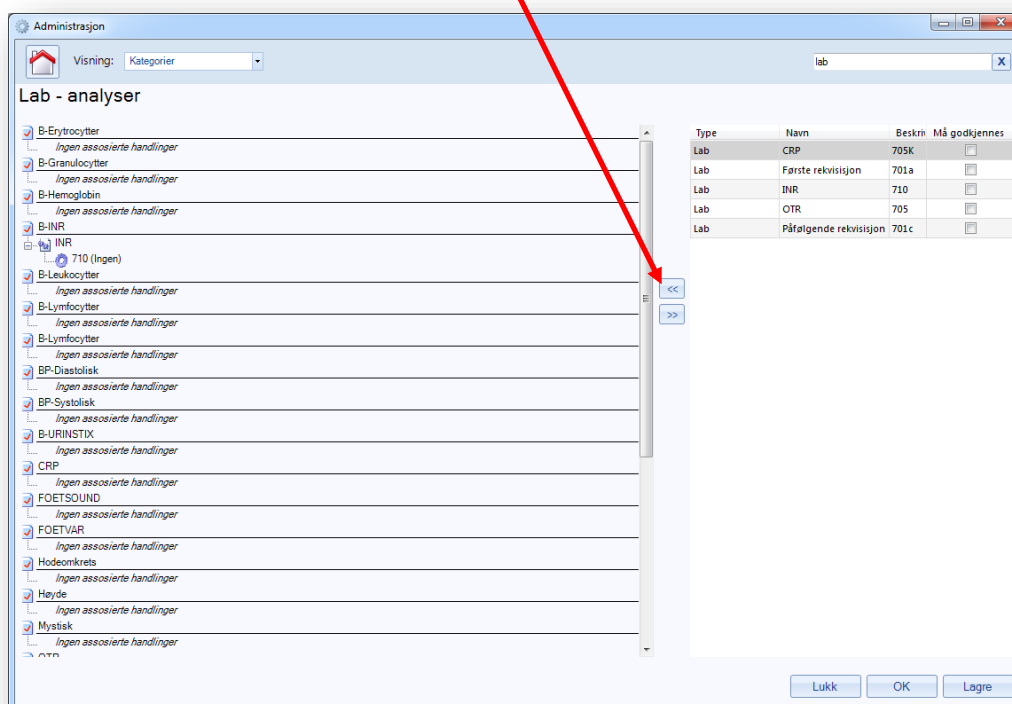 Administrasjon
Visning: Kategorier
lab
X
Lab - analyser
B-Erytrocytter
Ingen assosierte handlinger
B-Granulocytter
Ingen assosierte handlinger
B-Hemoglobin
Ingen assosierte handlinger
B-INR
INR
710 (Ingen)
B-Leukocytter
Ingen assosierte handlinger
B-Lymfocytter
Ingen assosierte handlinger
B-Lymfocytter
Ingen assosierte handlinger
BP-Diastolisk
Ingen assosierte handlinger
BP-Systolisk
Ingen assosierte handlinger
B-URINSTIX
Ingen assosierte handlinger
CRP
Ingen assosierte handlinger
FOETSOUND
Ingen assosierte handlinger
FOETVAR
Ingen assosierte handlinger
Hodeomkrets
Ingen assosierte handlinger
Høyde
Ingen assosierte handlinger
Mystisk
Ingen assosierte handlinger
<<
>>
Type Navn Beskriv Må godkjennes
Lab CRP 705K
Lab Første rekvisisjon 701a
Lab INR 710
Lab OTR 705
Lab Påfølgende rekvisisjon 701c
Lukk OK Lagre